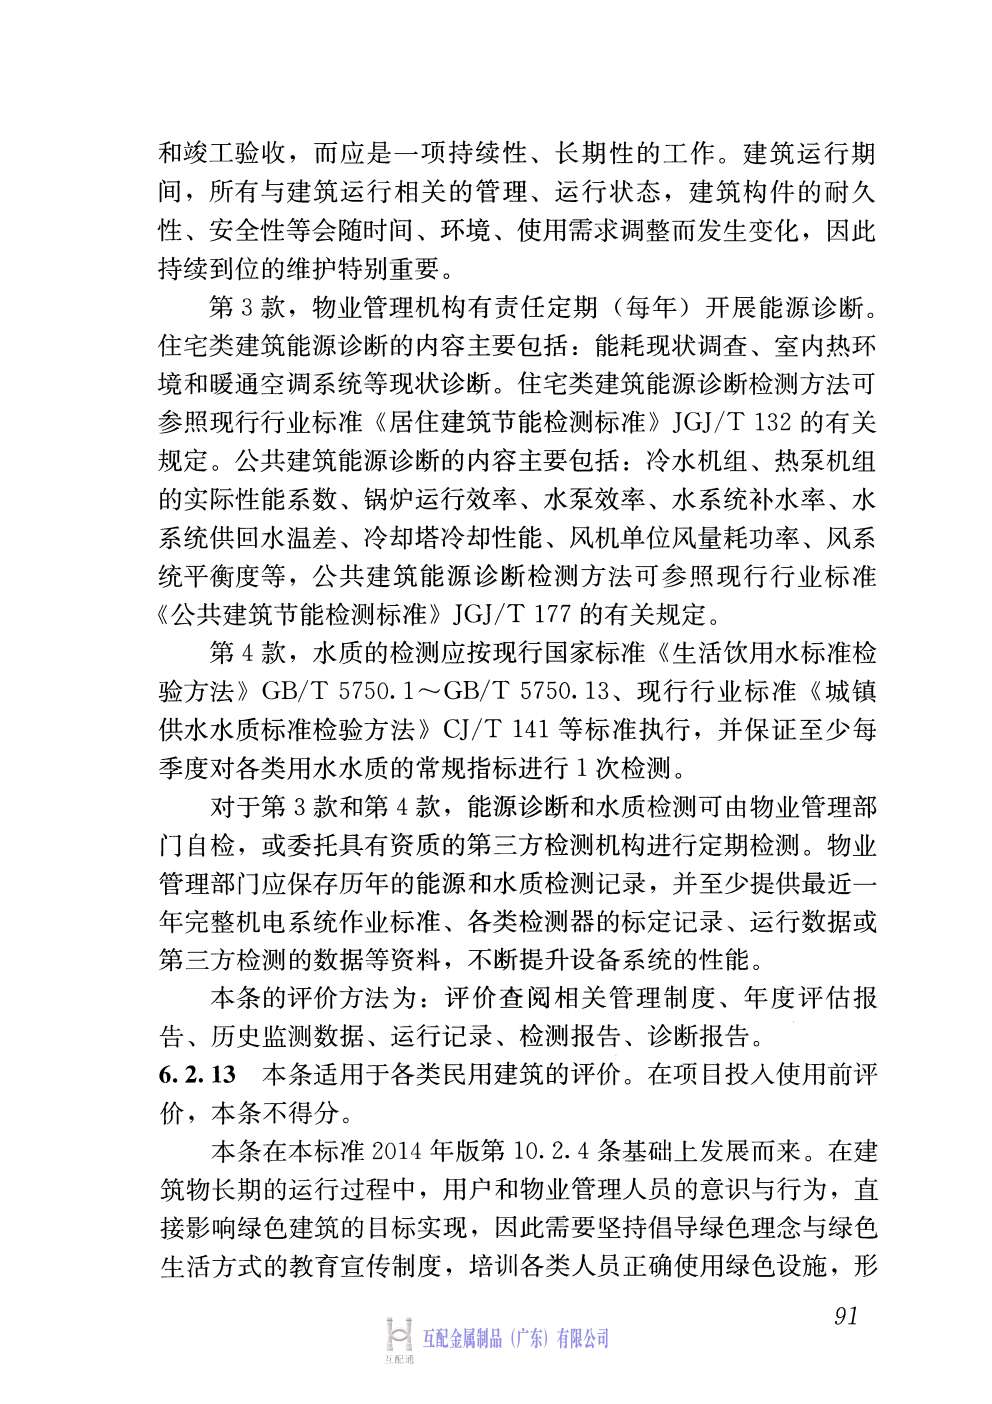 和竣工验收，而应是一项持续性、长期性的工作。建筑运行期
间，所有与建筑运行相关的管理、运行状态，建筑构件的耐久
性、安全性等会随时间、环境、使用需求调整而发生变化，因此
持续到位的维护特别重要。
第 3 款，物业管理机构有责任定期（每年）开展能源诊断。
住宅类建筑能源诊断的内容主要包括：能耗现状调查、室内热环
境和暖通空调系统等现状诊断。住宅类建筑能源诊断检测方法可
参照现行行业标准《居住建筑节能检测标准》JGJ/T 132 的有关
规定。公共建筑能源诊断的内容主要包括：冷水机组、热泵机组
的实际性能系数、锅炉运行效率、水泵效率、水系统补水率、水
系统供回水温差、冷却塔冷却性能、风机单位风量耗功率、风系
统平衡度等，公共建筑能源诊断检测方法可参照现行行业标准
《公共建筑节能检测标准》JGJ/T 177 的有关规定。
第 4 款，水质的检测应按现行国家标准《生活饮用水标准检
验方法》GB/T 5750.1～GB/T 5750.13、现行行业标准《城镇
供水水质标准检验方法》CJ/T 141 等标准执行，并保证至少每
季度对各类用水水质的常规指标进行 1 次检测。
对于第 3 款和第 4 款，能源诊断和水质检测可由物业管理部
门自检，或委托具有资质的第三方检测机构进行定期检测。物业
管理部门应保存历年的能源和水质检测记录，并至少提供最近一
年完整机电系统作业标准、各类检测器的标定记录、运行数据或
第三方检测的数据等资料，不断提升设备系统的性能。
本条的评价方法为：评价查阅相关管理制度、年度评估报
告、历史监测数据、运行记录、检测报告、诊断报告。
6.2.13 本条适用于各类民用建筑的评价。在项目投入使用前评
价，本条不得分。
本条在本标准 2014 年版第 10.2.4 条基础上发展而来。在建
筑物长期的运行过程中，用户和物业管理人员的意识与行为，直
接影响绿色建筑的目标实现，因此需要坚持倡导绿色理念与绿色
生活方式的教育宣传制度，培训各类人员正确使用绿色设施，形
91
互配金属制品（广东）有限公司
互配通